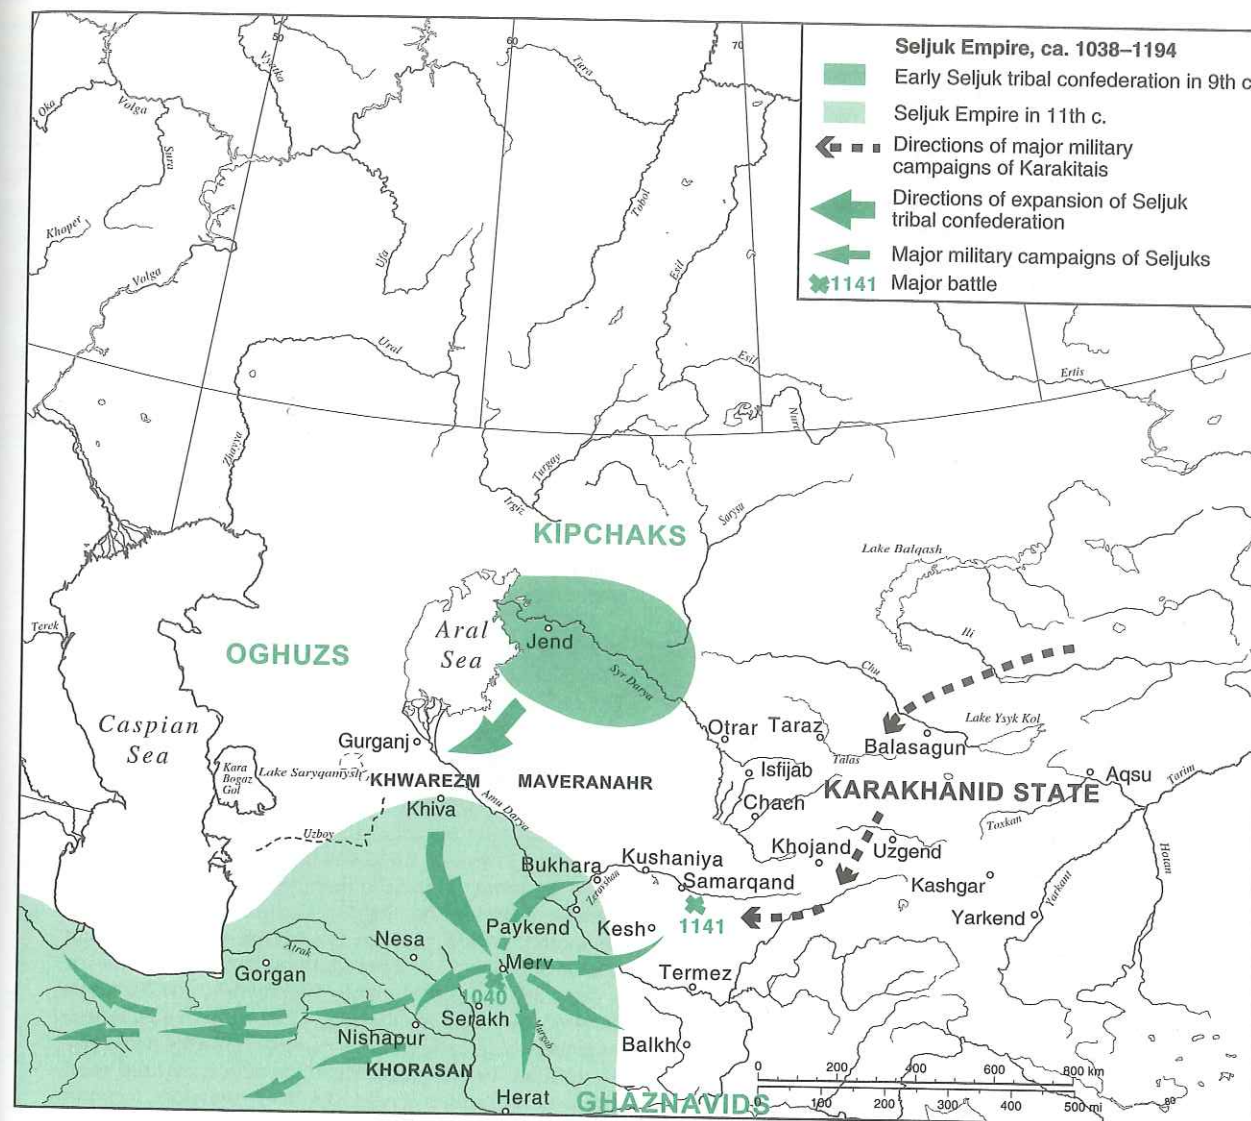 Seljuk Empire, ca. 1038–1194
Early Seljuk tribal confederation in 9th c
Seljuk Empire in 11th c.
Directions of major military
campaigns of Karakitais
Directions of expansion of Seljuk
tribal confederation
Major military campaigns of Seljuks
1141 Major battle
50
60
70
Oka
Volga
Vyatka
Sura
Tura
Khoper
Volga
Ufa
Tobol
Esil
Ural
Esil
Ertis
Nura
Zhayya
Turgay
Irgiz
Sarysu
KIPCHAKS
Lake Balqash
Terek
Aral
Sea
Jend
Ili
OGHUZS
Syr Darya
Chu
Caspian
Sea
Lake Ysyk Kol
Otrar
Taraz
Gurganj
Balasagun
Talas
Kara
Bogaz
Gol
Lake Saryqamysh
Isfijab
Aqsu
Tarim
KHWAREZM
MAVERANAHR
KARAKHANID STATE
Khiva
Amu Darya
Chach
Toxkan
Uzboy
Khojand
Uzgend
Hotan
Bukhara
Kushaniya
Zeravshan
Samarqand
Kashgar
Yarkant
Yarkend
1141
Paykend
Kesh
Nesa
Atrak
Merv
Gorgan
Termez
1040
Serakh
Murgab
Nishapur
Balkh
KHORASAN
0 200 400 600 800 km
Herat
GHAZNAVIDS
0 100 200 300 400 500 mi
80